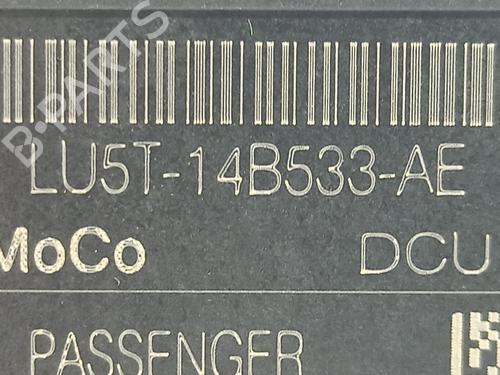 B-PARTS
LU5T-14B533-AE
MoCo DCU
PASSENGER